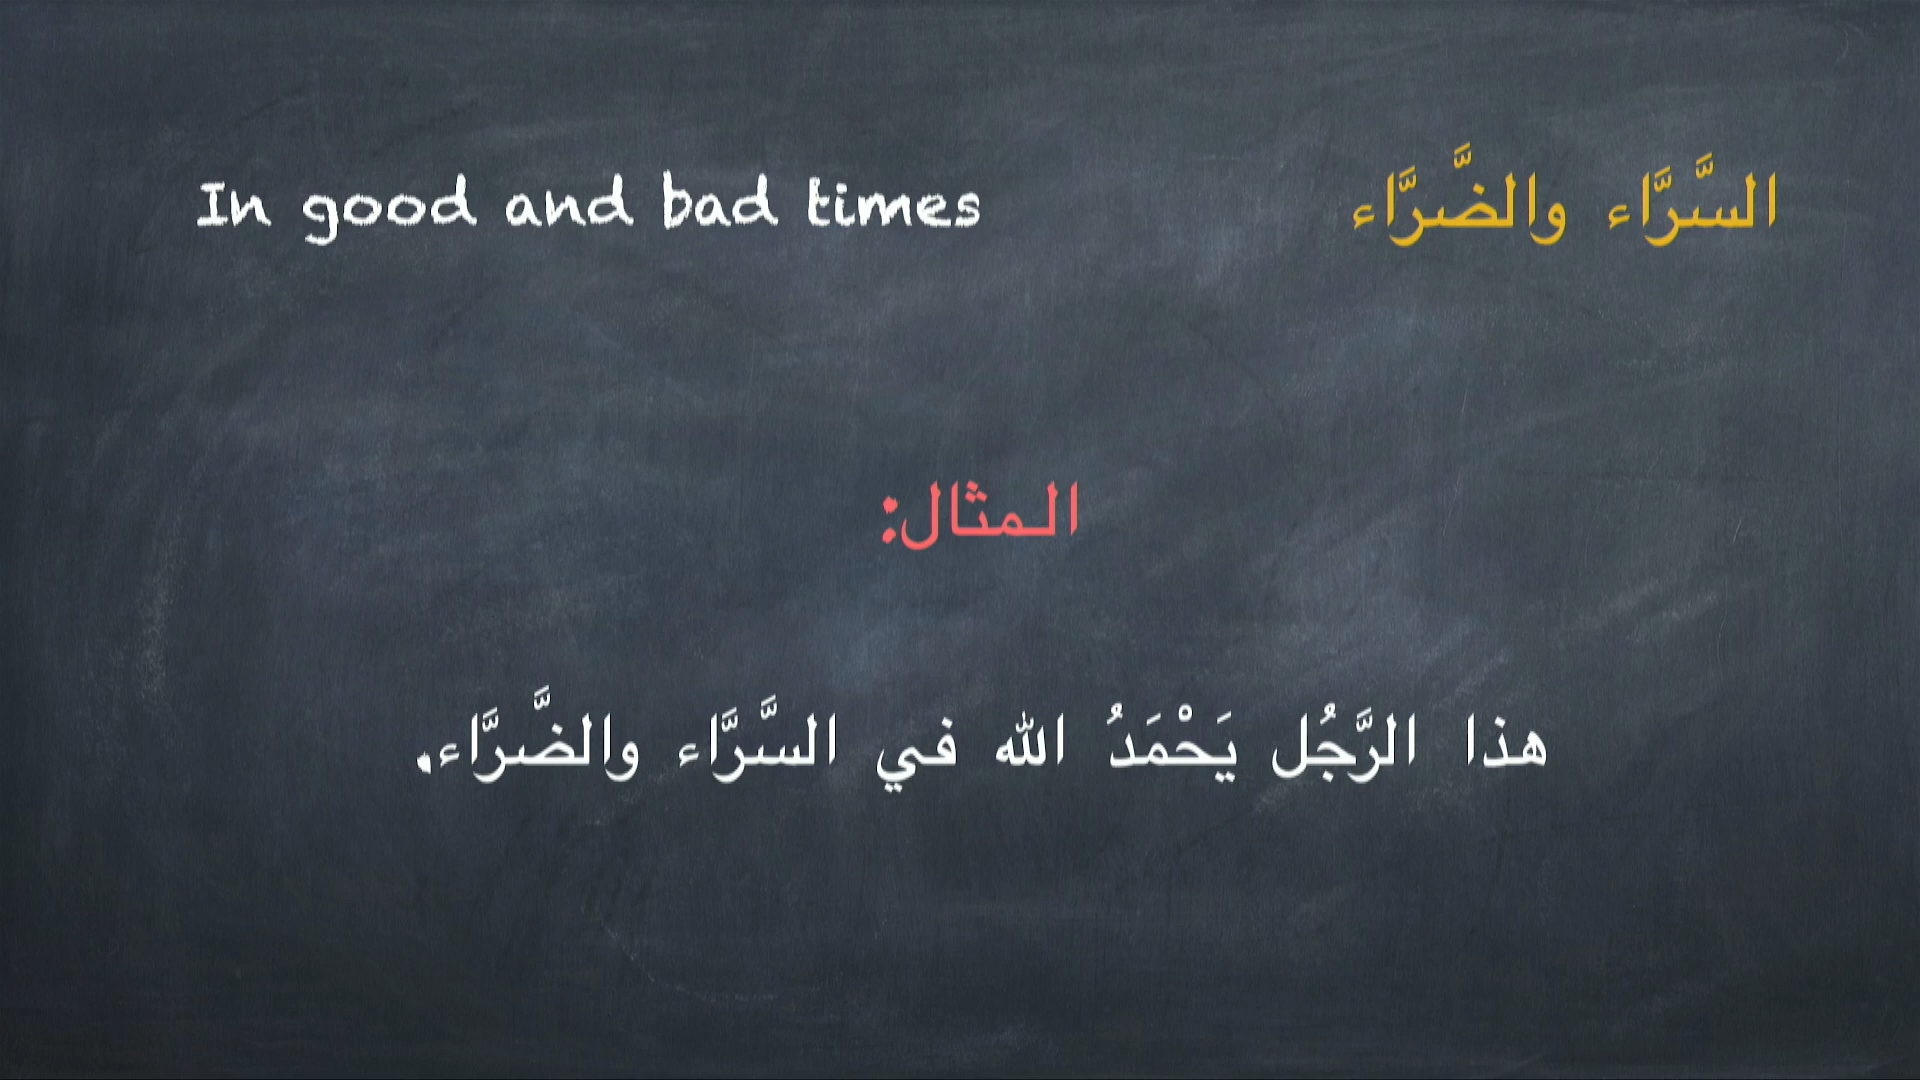 In good and bad times السَّرَّاء والضَّرَّاء
المثال:
هذا الرَّجُل يَحْمَدُ الله في السَّرَّاء والضَّرَّاء.